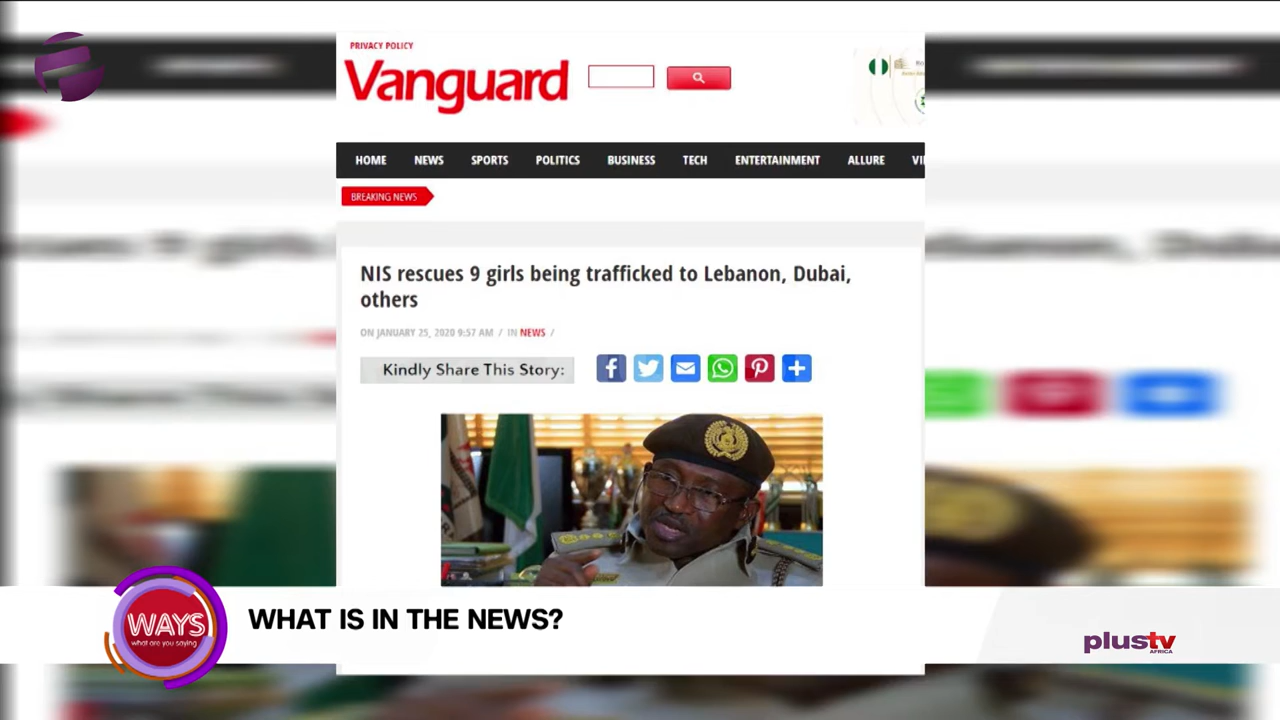 PRIVACY POLICY
Vanguard
HOME NEWS SPORTS POLITICS BUSINESS TECH ENTERTAINMENT ALLURE
BREAKING NEWS
NIS rescues 9 girls being trafficked to Lebanon, Dubai,
others
ON JANUARY 25, 2020 9:57 AM / IN NEWS /
Kindly Share This Story:
WAYS
what are you saying
WHAT IS IN THE NEWS?
plustv
AFRICA